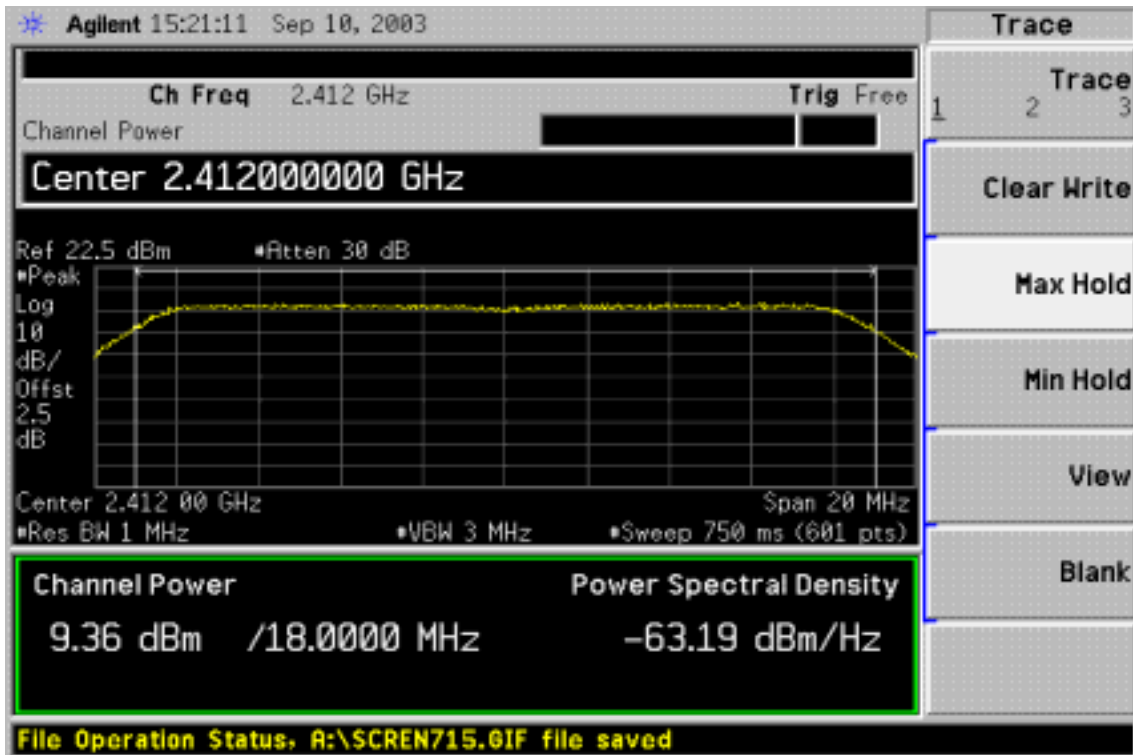 Agilent 15:21:11 Sep 10, 2003
Trace
Ch Freq 2.412 GHz
Trig Free
Channel Power
Center 2.412000000 GHz
Ref 22.5 dBm
#Atten 30 dB
#Peak
Log
10
dB/
Offst
2.5
dB
Center 2.412 00 GHz
Span 20 MHz
#Res BW 1 MHz
#VBW 3 MHz
#Sweep 750 ms (601 pts)
Channel Power
Power Spectral Density
9.36 dBm /18.0000 MHz
-63.19 dBm/Hz
File Operation Status, A:\SCREN715.GIF file saved
Trace
1 2 3
Clear Write
Max Hold
Min Hold
View
Blank